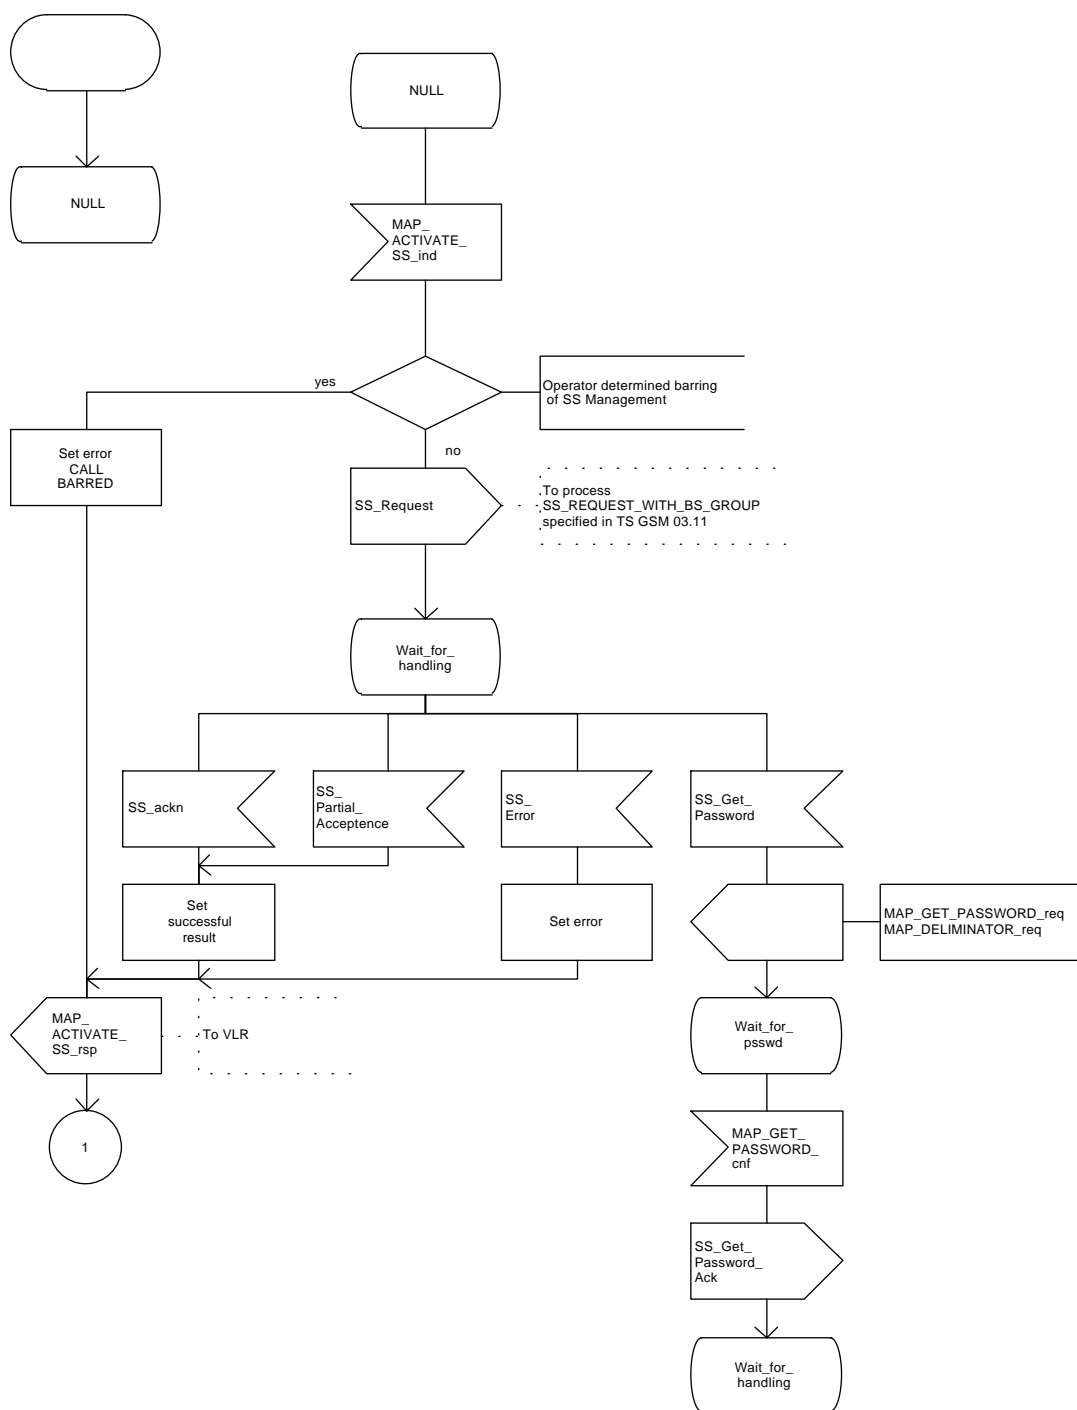 NULL
NULL
MAP_
ACTIVATE_
SS_ind
yes
Operator determined barring
of SS Management
Set error
CALL
BARRED
no
SS_Request
To process
SS_REQUEST_WITH_BS_GROUP
specified in TS GSM 03.11
Wait_for_
handling
SS_ackn
SS_
Partial_
Acceptence
SS_
Error
SS_Get_
Password
Set
successful
result
Set error
MAP_GET_PASSWORD_req
MAP_DELIMINATOR_req
MAP_
ACTIVATE_
SS_rsp
To VLR
Wait_for_
psswd
1
MAP_GET_
PASSWORD_
cnf
SS_Get_
Password_
Ack
Wait_for_
handling